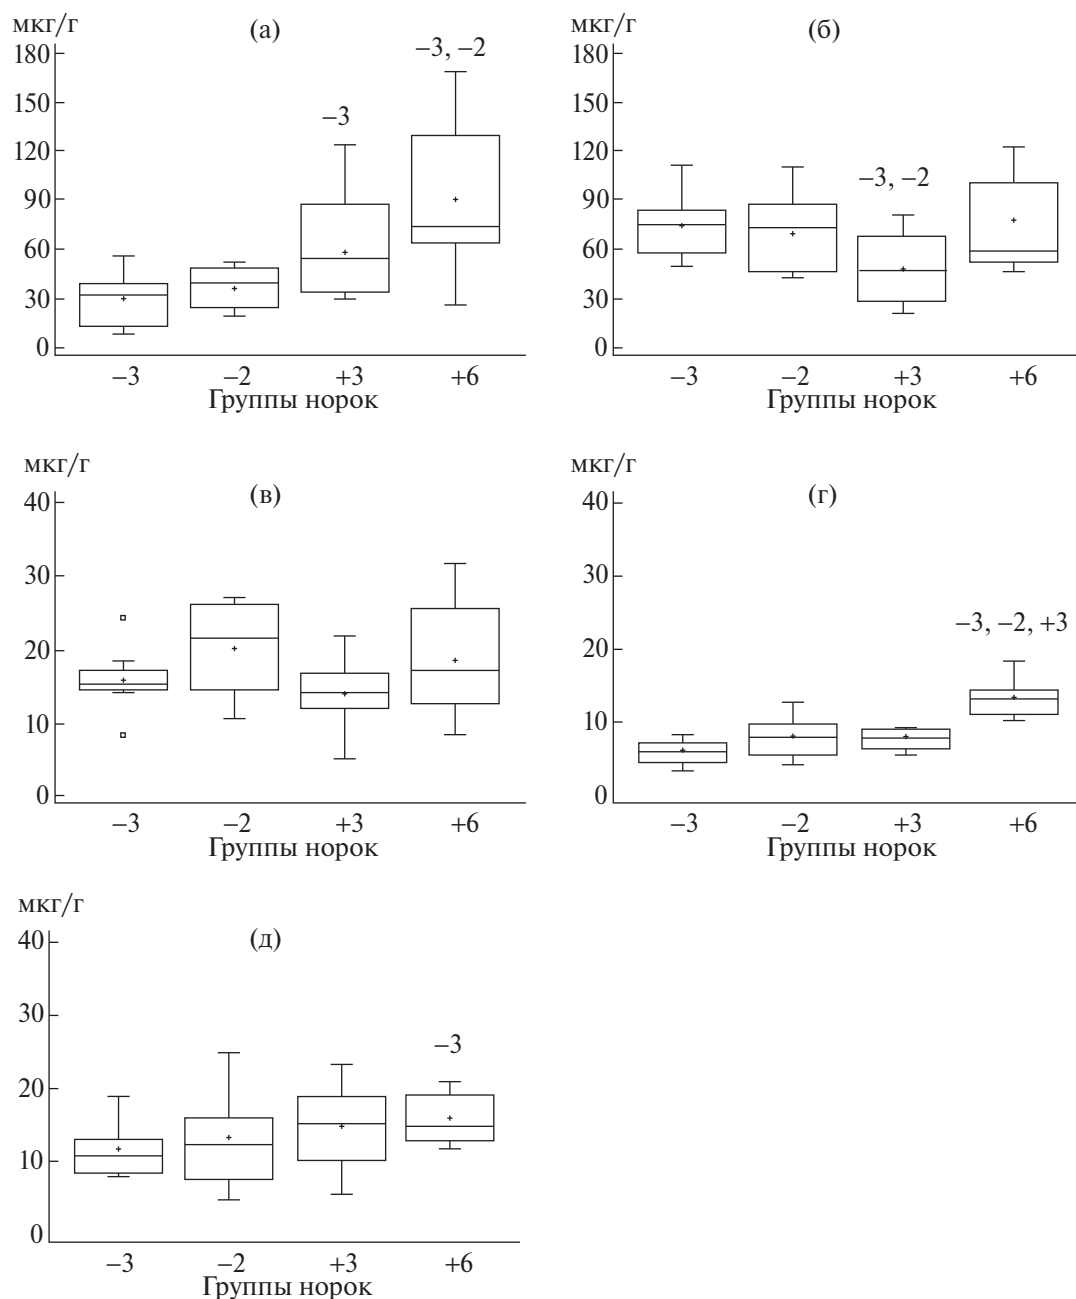 мкг/г
(а)
180
150
120
90
60
30
0
–3
–3, –2
–3 –2 +3 +6
Группы норок
мкг/г
(б)
180
150
120
90
60
30
0
–3, –2
–3 –2 +3 +6
Группы норок
мкг/г
(в)
40
30
20
10
0
–3 –2 +3 +6
Группы норок
мкг/г
(г)
40
30
20
10
0
–3, –2, +3
–3 –2 +3 +6
Группы норок
мкг/г
(д)
40
30
20
10
0
–3
–3 –2 +3 +6
Группы норок